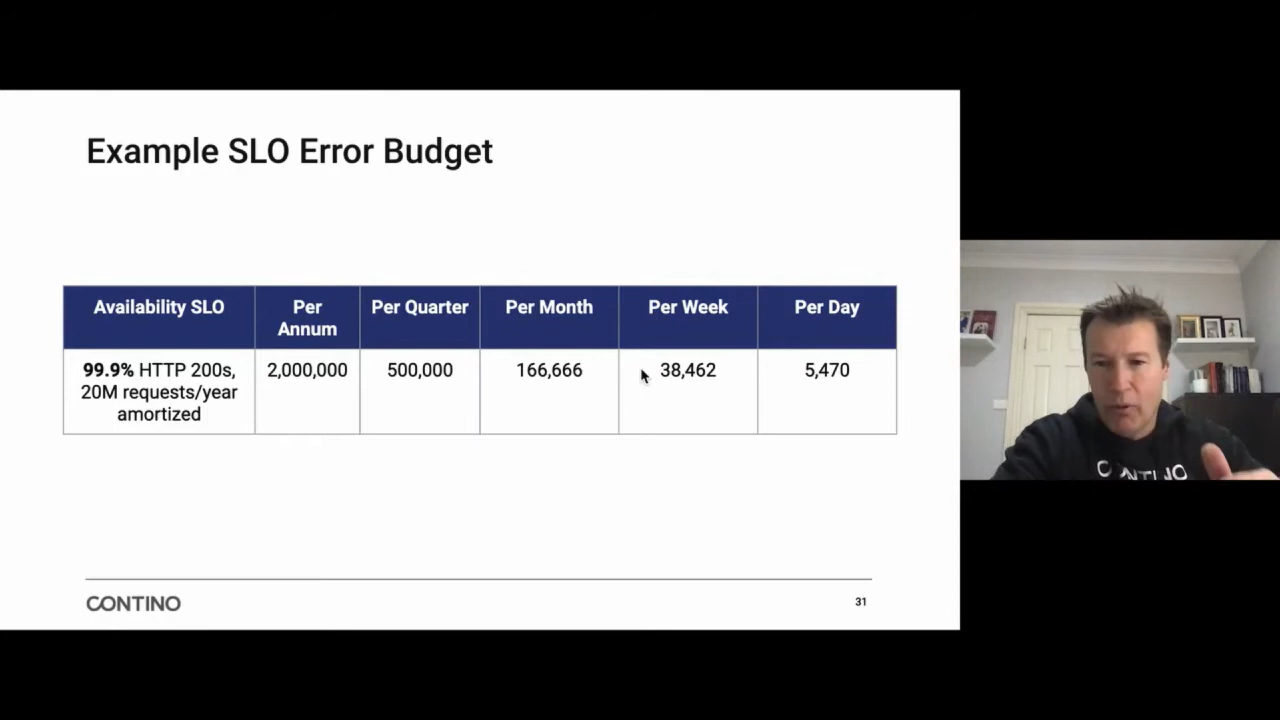 Example SLO Error Budget
Availability SLO
Per
Annum
Per Quarter
Per Month
Per Week
Per Day
99.9% HTTP 200s,
20M requests/year
amortized
2,000,000
500,000
166,666
38,462
5,470
CONTINO
31
CONTINO